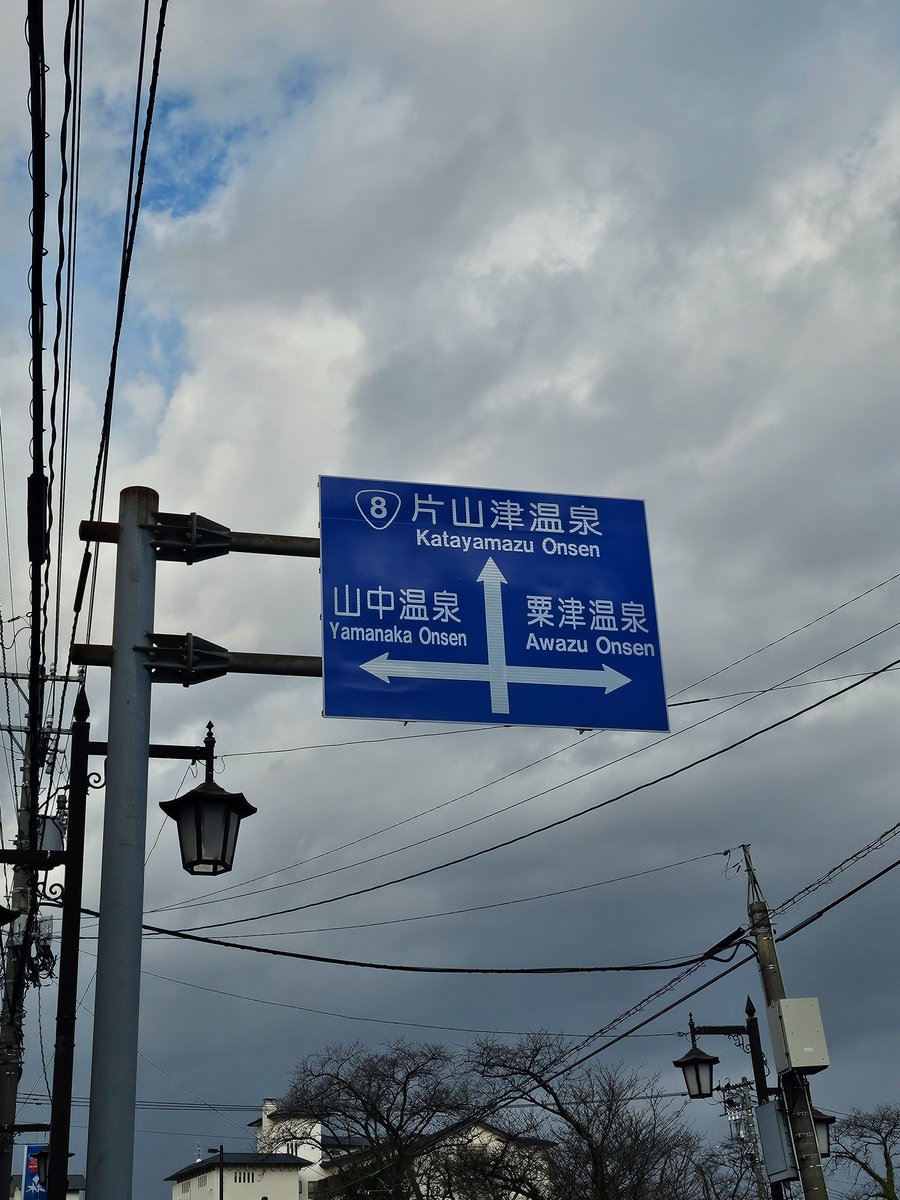 8 片山津温泉
Katayamazu Onsen
山中温泉
Yamanaka Onsen
粟津温泉
Awazu Onsen